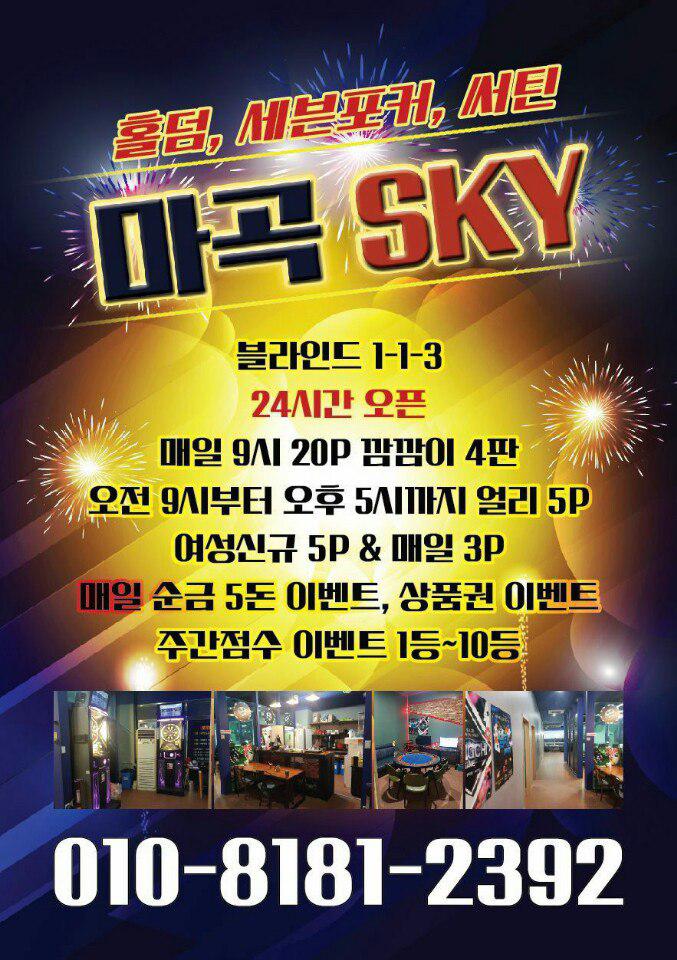 홀덤, 세븐포커, 써틴
마곡 SKY
블라인드 1-1-3
24시간 오픈
매일 9시 20P 깜깜이 4판
오전 9시부터 오후 5시까지 얼리 5P
여성신규 5P & 매일 3P
매일 순금 5돈 이벤트, 상품권 이벤트
주간점수 이벤트 1등~10등
010-8181-2392